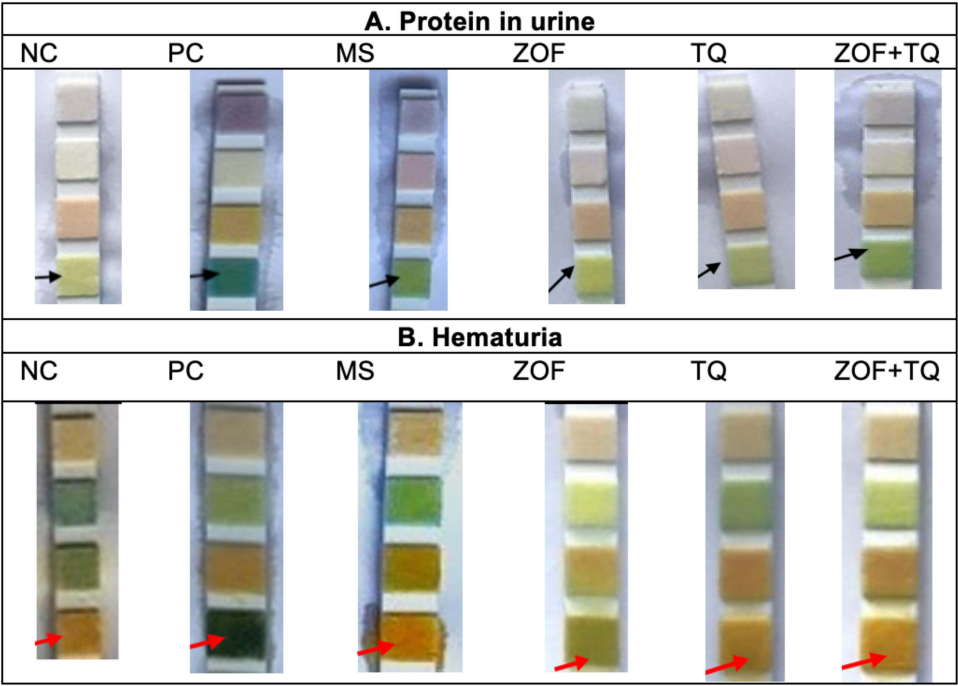 A. Protein in urine
NC PC MS ZOF TQ ZOF+TQ
B. Hematuria
NC PC MS ZOF TQ ZOF+TQ